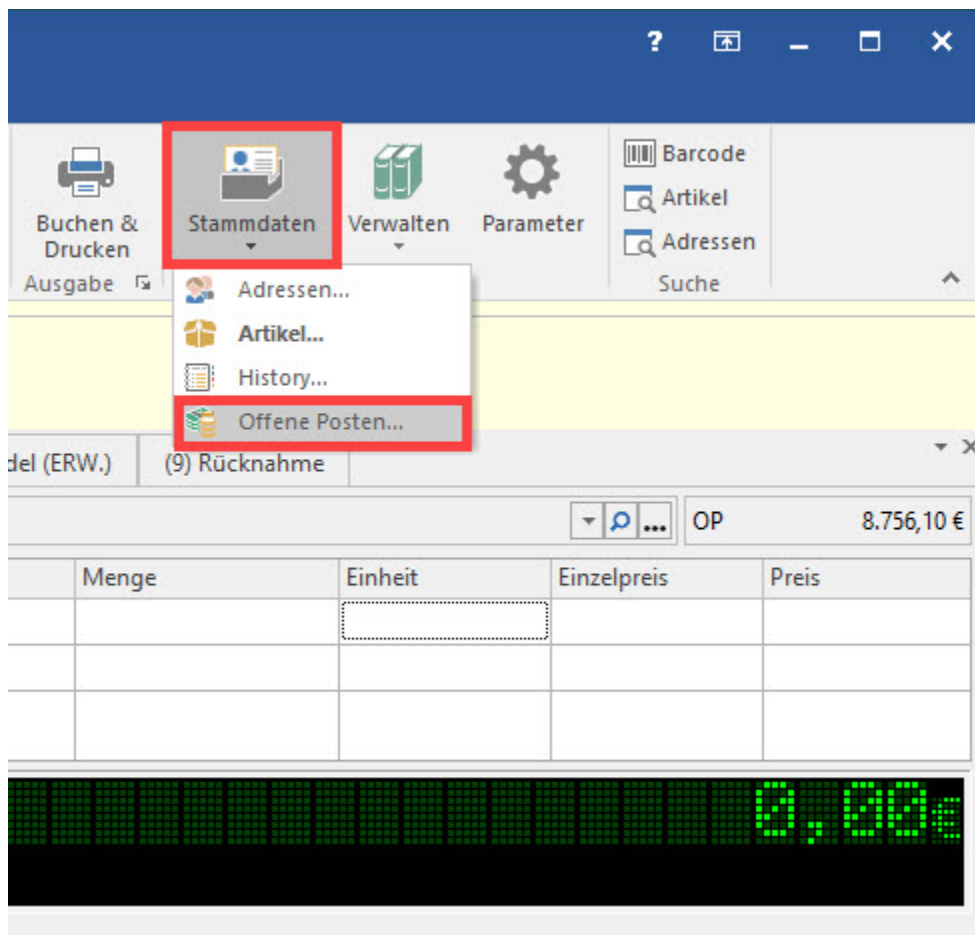 ?
Buchen &
Drucken
Stammdaten
Verwalten
Parameter
Barcode
Artikel
Adressen
Ausgabe
Suche
Adressen...
Artikel...
History...
Offene Posten...
del (ERW.)
(9) Rücknahme
...
OP
8.756,10 €
Menge
Einheit
Einzelpreis
Preis
0,00€